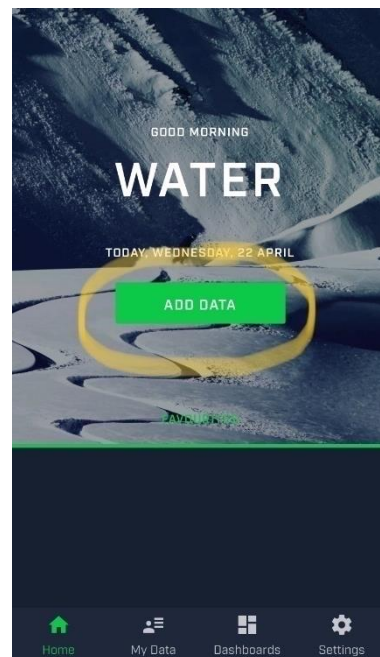 GOOD MORNING
WATER
TODAY, WEDNESDAY, 22 APRIL
ADD DATA
FAVOURITES
Home
My Data
Dashboards
Settings